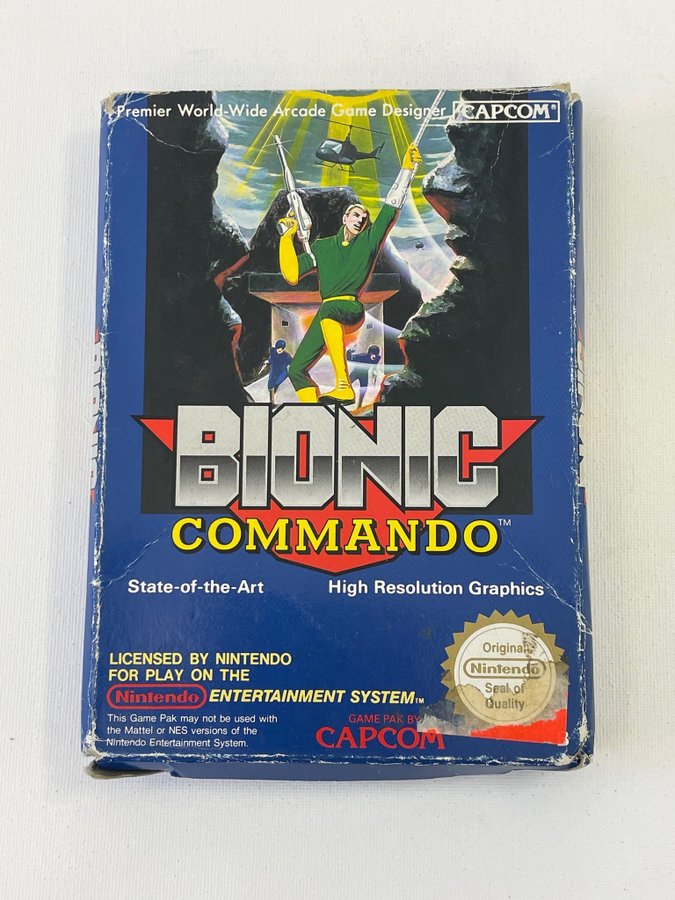 Premier World-Wide Arcade Game Designer CAPCOM®
BIONIC
COMMANDO™
State-of-the-Art High Resolution Graphics
LICENSED BY NINTENDO
FOR PLAY ON THE
Nintendo ENTERTAINMENT SYSTEM™
This Game Pak may not be used with
the Mattel or NES versions of the
Nintendo Entertainment System.
GAME PAK BY
CAPCOM
Original
Nintendo
Seal of
Quality